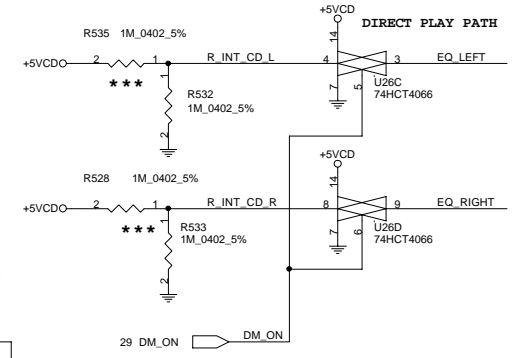 +5VCD
DIRECT PLAY PATH
14
R535 1M_0402_5%
+5VCD 2 1 R_INT_CD_L 4 3 EQ_LEFT
***
1
R532
1M_0402_5%
2
7
5
U26C
74HCT4066
+5VCD
14
R528 1M_0402_5%
+5VCD 2 1 R_INT_CD_R 8 9 EQ_RIGHT
***
1
R533
1M_0402_5%
2
7
6
U26D
74HCT4066
29 DM_ON DM_ON